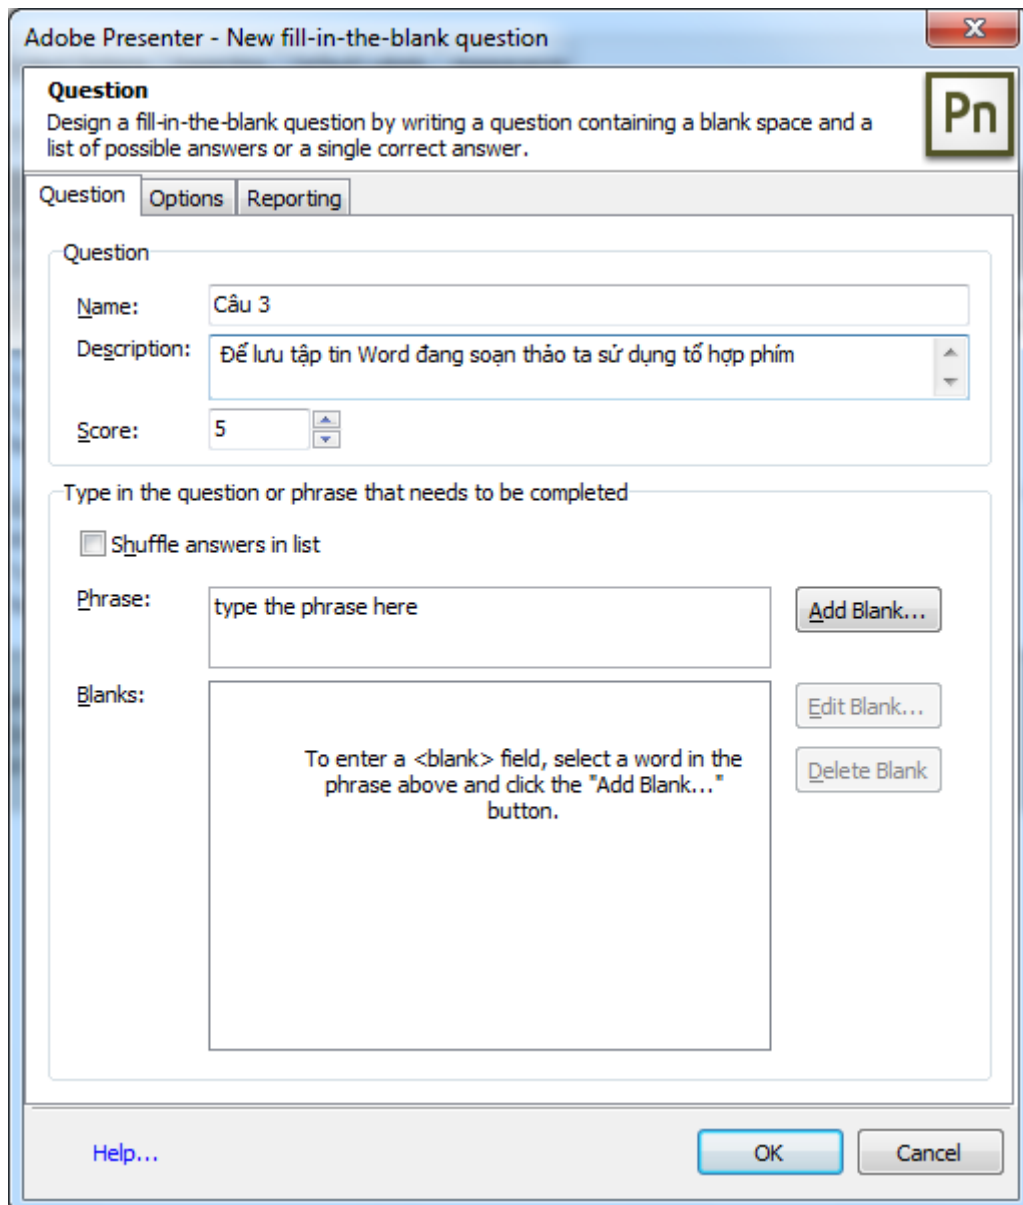 Adobe Presenter - New fill-in-the-blank question
x
Question
Design a fill-in-the-blank question by writing a question containing a blank space and a
list of possible answers or a single correct answer.
Pn
Question Options Reporting
Question
Name: Câu 3
Description: Để lưu tập tin Word đang soạn thảo ta sử dụng tổ hợp phím
Score: 5
Type in the question or phrase that needs to be completed
Shuffle answers in list
Phrase: type the phrase here Add Blank...
Blanks: Edit Blank...
To enter a <blank> field, select a word in the
phrase above and click the "Add Blank..."
button.
Delete Blank
Help... OK Cancel